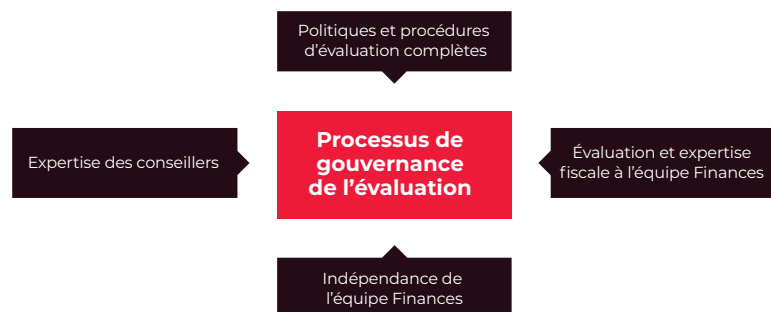 Politiques et procédures
d’évaluation complètes
Expertise des conseillers
Processus de
gouvernance
de l’évaluation
Évaluation et expertise
fiscale à l’équipe Finances
Indépendance de
l’équipe Finances